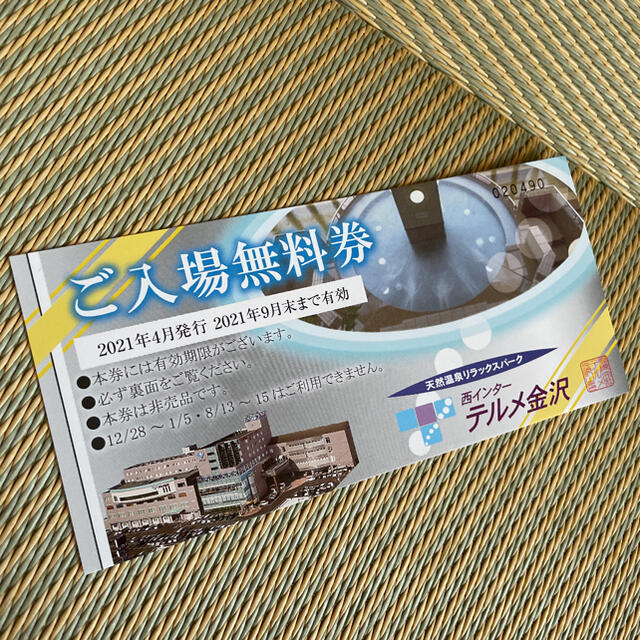 020490
ご入場無料券
2021年4月発行 2021年9月末まで有効
●本券には有効期限がございます。
●必ず裏面をご覧ください。
●本券は非売品です。
●12/28 〜 1/5・8/13 〜 15はご利用できません。
天然温泉リラックスパーク
西インター
テルメ金沢